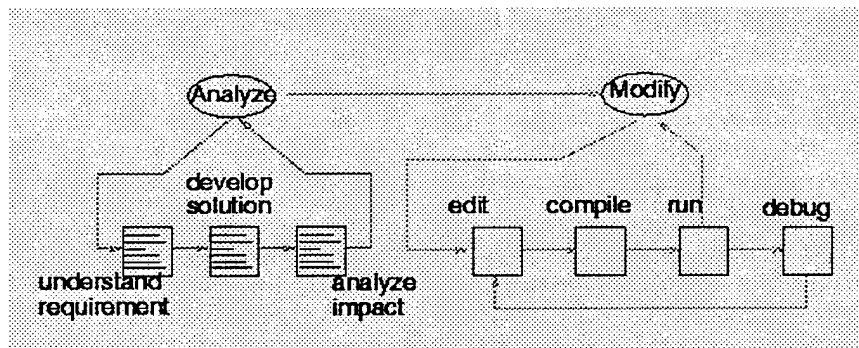 Analyze
Modify
develop
solution
edit
compile
run
debug
understand
requirement
analyze
impact